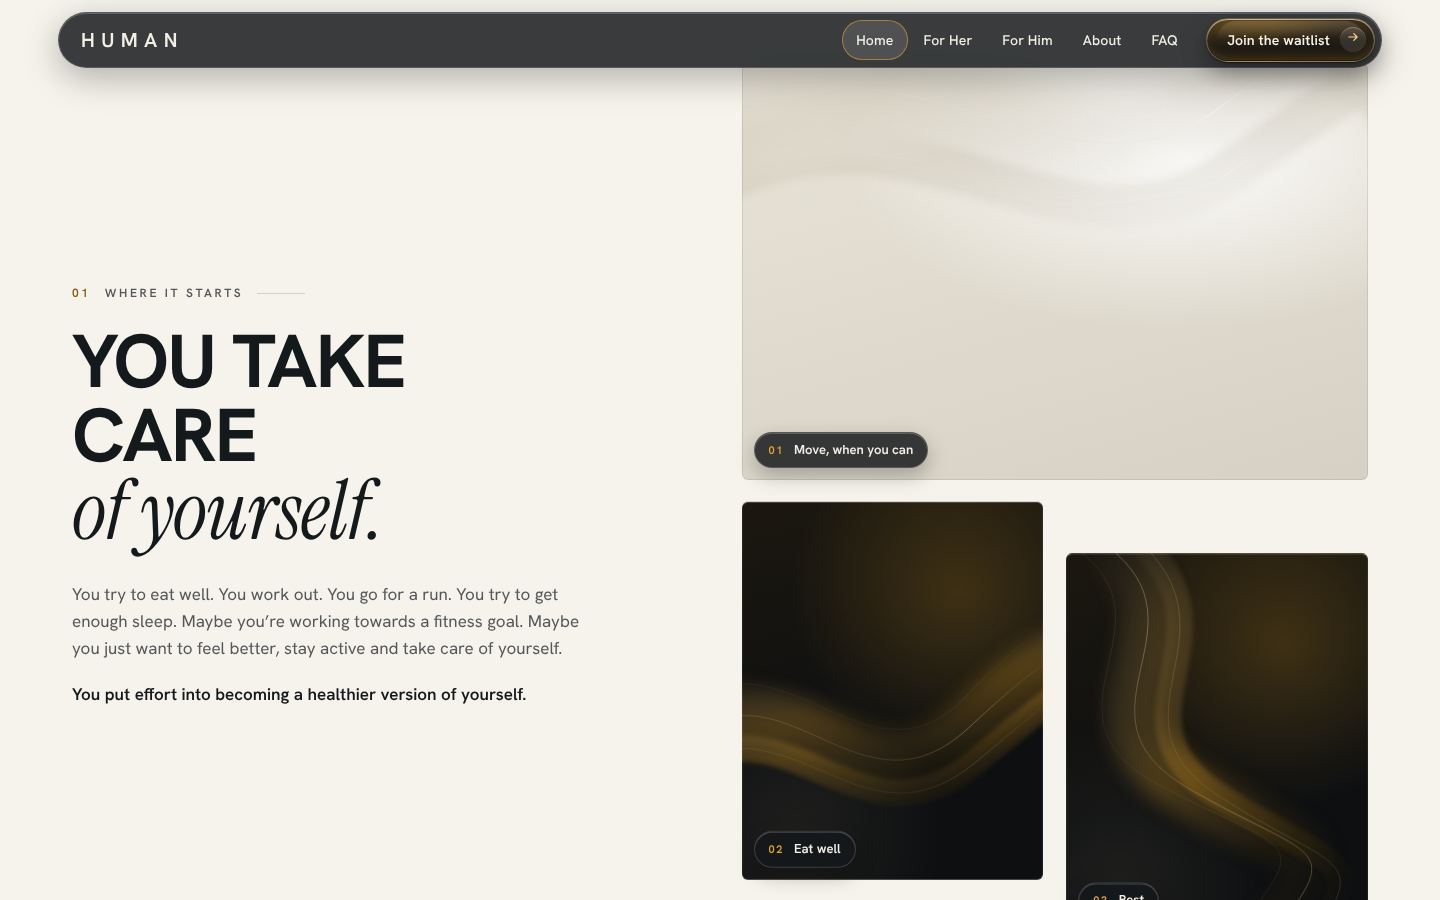 HUMAN
Home
For Her
For Him
About
FAQ
Join the waitlist
01 WHERE IT STARTS
YOU TAKE
CARE
of yourself.
You try to eat well. You work out. You go for a run. You try to get
enough sleep. Maybe you’re working towards a fitness goal. Maybe
you just want to feel better, stay active and take care of yourself.
You put effort into becoming a healthier version of yourself.
01 Move, when you can
02 Eat well
03 Rest